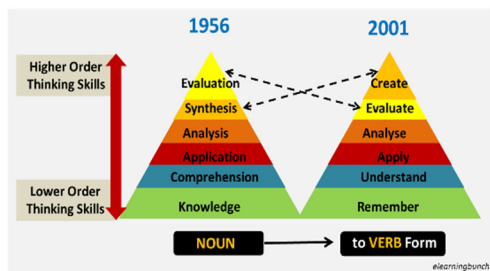 1956
2001
Higher Order
Thinking Skills
Evaluation
Synthesis
Analysis
Application
Comprehension
Knowledge
Create
Evaluate
Analyse
Apply
Understand
Remember
Lower Order
Thinking Skills
NOUN
to VERB Form
elearningbunch